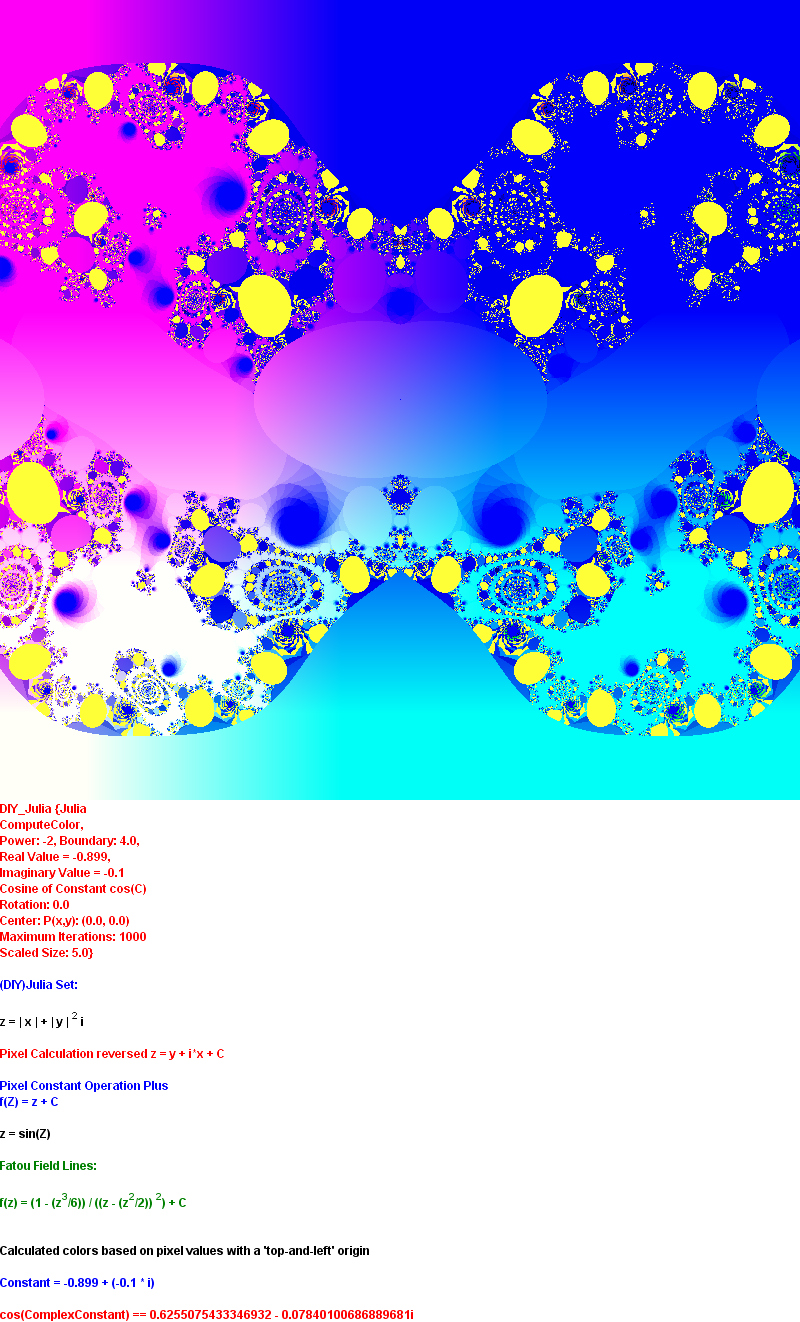 DIY_Julia {Julia
ComputeColor,
Power: -2, Boundary: 4.0,
Real Value = -0.899,
Imaginary Value = -0.1
Cosine of Constant cos(C)
Rotation: 0.0
Center: P(x,y): (0.0, 0.0)
Maximum Iterations: 1000
Scaled Size: 5.0}
(DIY)Julia Set:
z = | x | + | y | 2 i
Pixel Calculation reversed z = y + i*x + C
Pixel Constant Operation Plus
f(Z) = z + C
z = sin(Z)
Fatou Field Lines:
f(z) = (1 - (z3/6)) / ((z - (z2/2)) 2) + C
Calculated colors based on pixel values with a 'top-and-left' origin
Constant = -0.899 + (-0.1 * i)
cos(ComplexConstant) == 0.6255075433346932 - 0.07840100686889681i